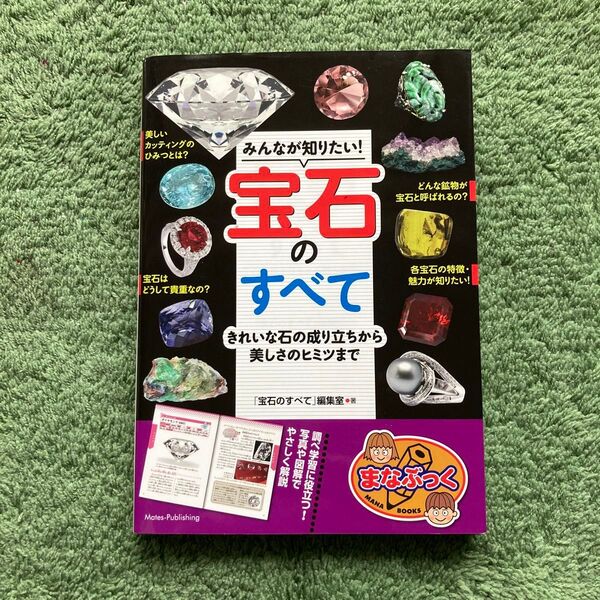 みんなが知りたい!
宝石
の
すべて
きれいな石の成り立ちから
美しさのヒミツまで
「宝石のすべて」編集室●著
美しい
カッティングの
ひみつとは?
宝石は
どうして貴重なの?
どんな鉱物が
宝石と呼ばれるの?
各宝石の特徴・
魅力が知りたい!
調べ学習に役立つ!
写真や図解で
やさしく解説
まなぶっく
MANA BOOKS
Mates-Publishing